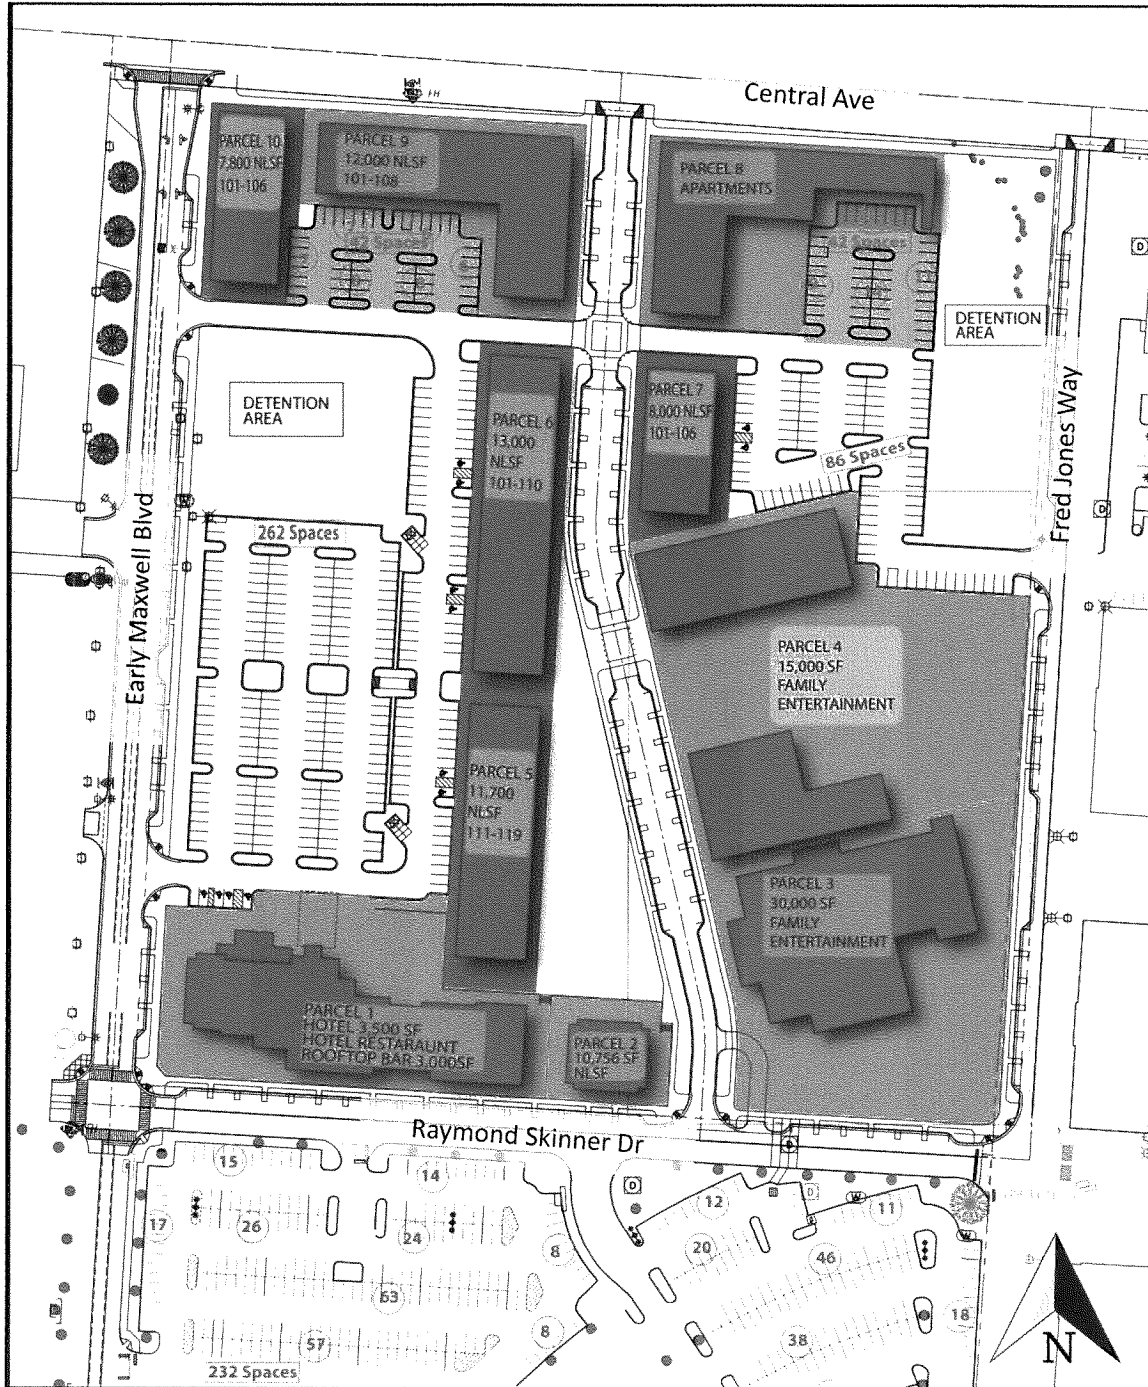 Central Ave
PARCEL 10
7,800 NLSF
101-106
PARCEL 9
12,000 NLSF
101-108
PARCEL 8
APARTMENTS
FH
Spaces
62 Spaces
DETENTION
AREA
DETENTION
AREA
PARCEL 7
8,000 NLSF
101-106
PARCEL 6
13,000
NLSF
101-110
86 Spaces
Fred Jones Way
Early Maxwell Blvd
262 Spaces
PARCEL 4
15,000 SF
FAMILY
ENTERTAINMENT
PARCEL 5
11,700
NLSF
111-119
PARCEL 3
30,000 SF
FAMILY
ENTERTAINMENT
PARCEL 1
HOTEL 3,500 SF
HOTEL RESTARAUNT
ROOFTOP BAR 3,000SF
PARCEL 2
10,756 SF
NLSF
Raymond Skinner Dr
15
14
12
11
17
26
24
8
20
46
63
18
57
8
38
232 Spaces
D
D
D
D
W
W
W
N